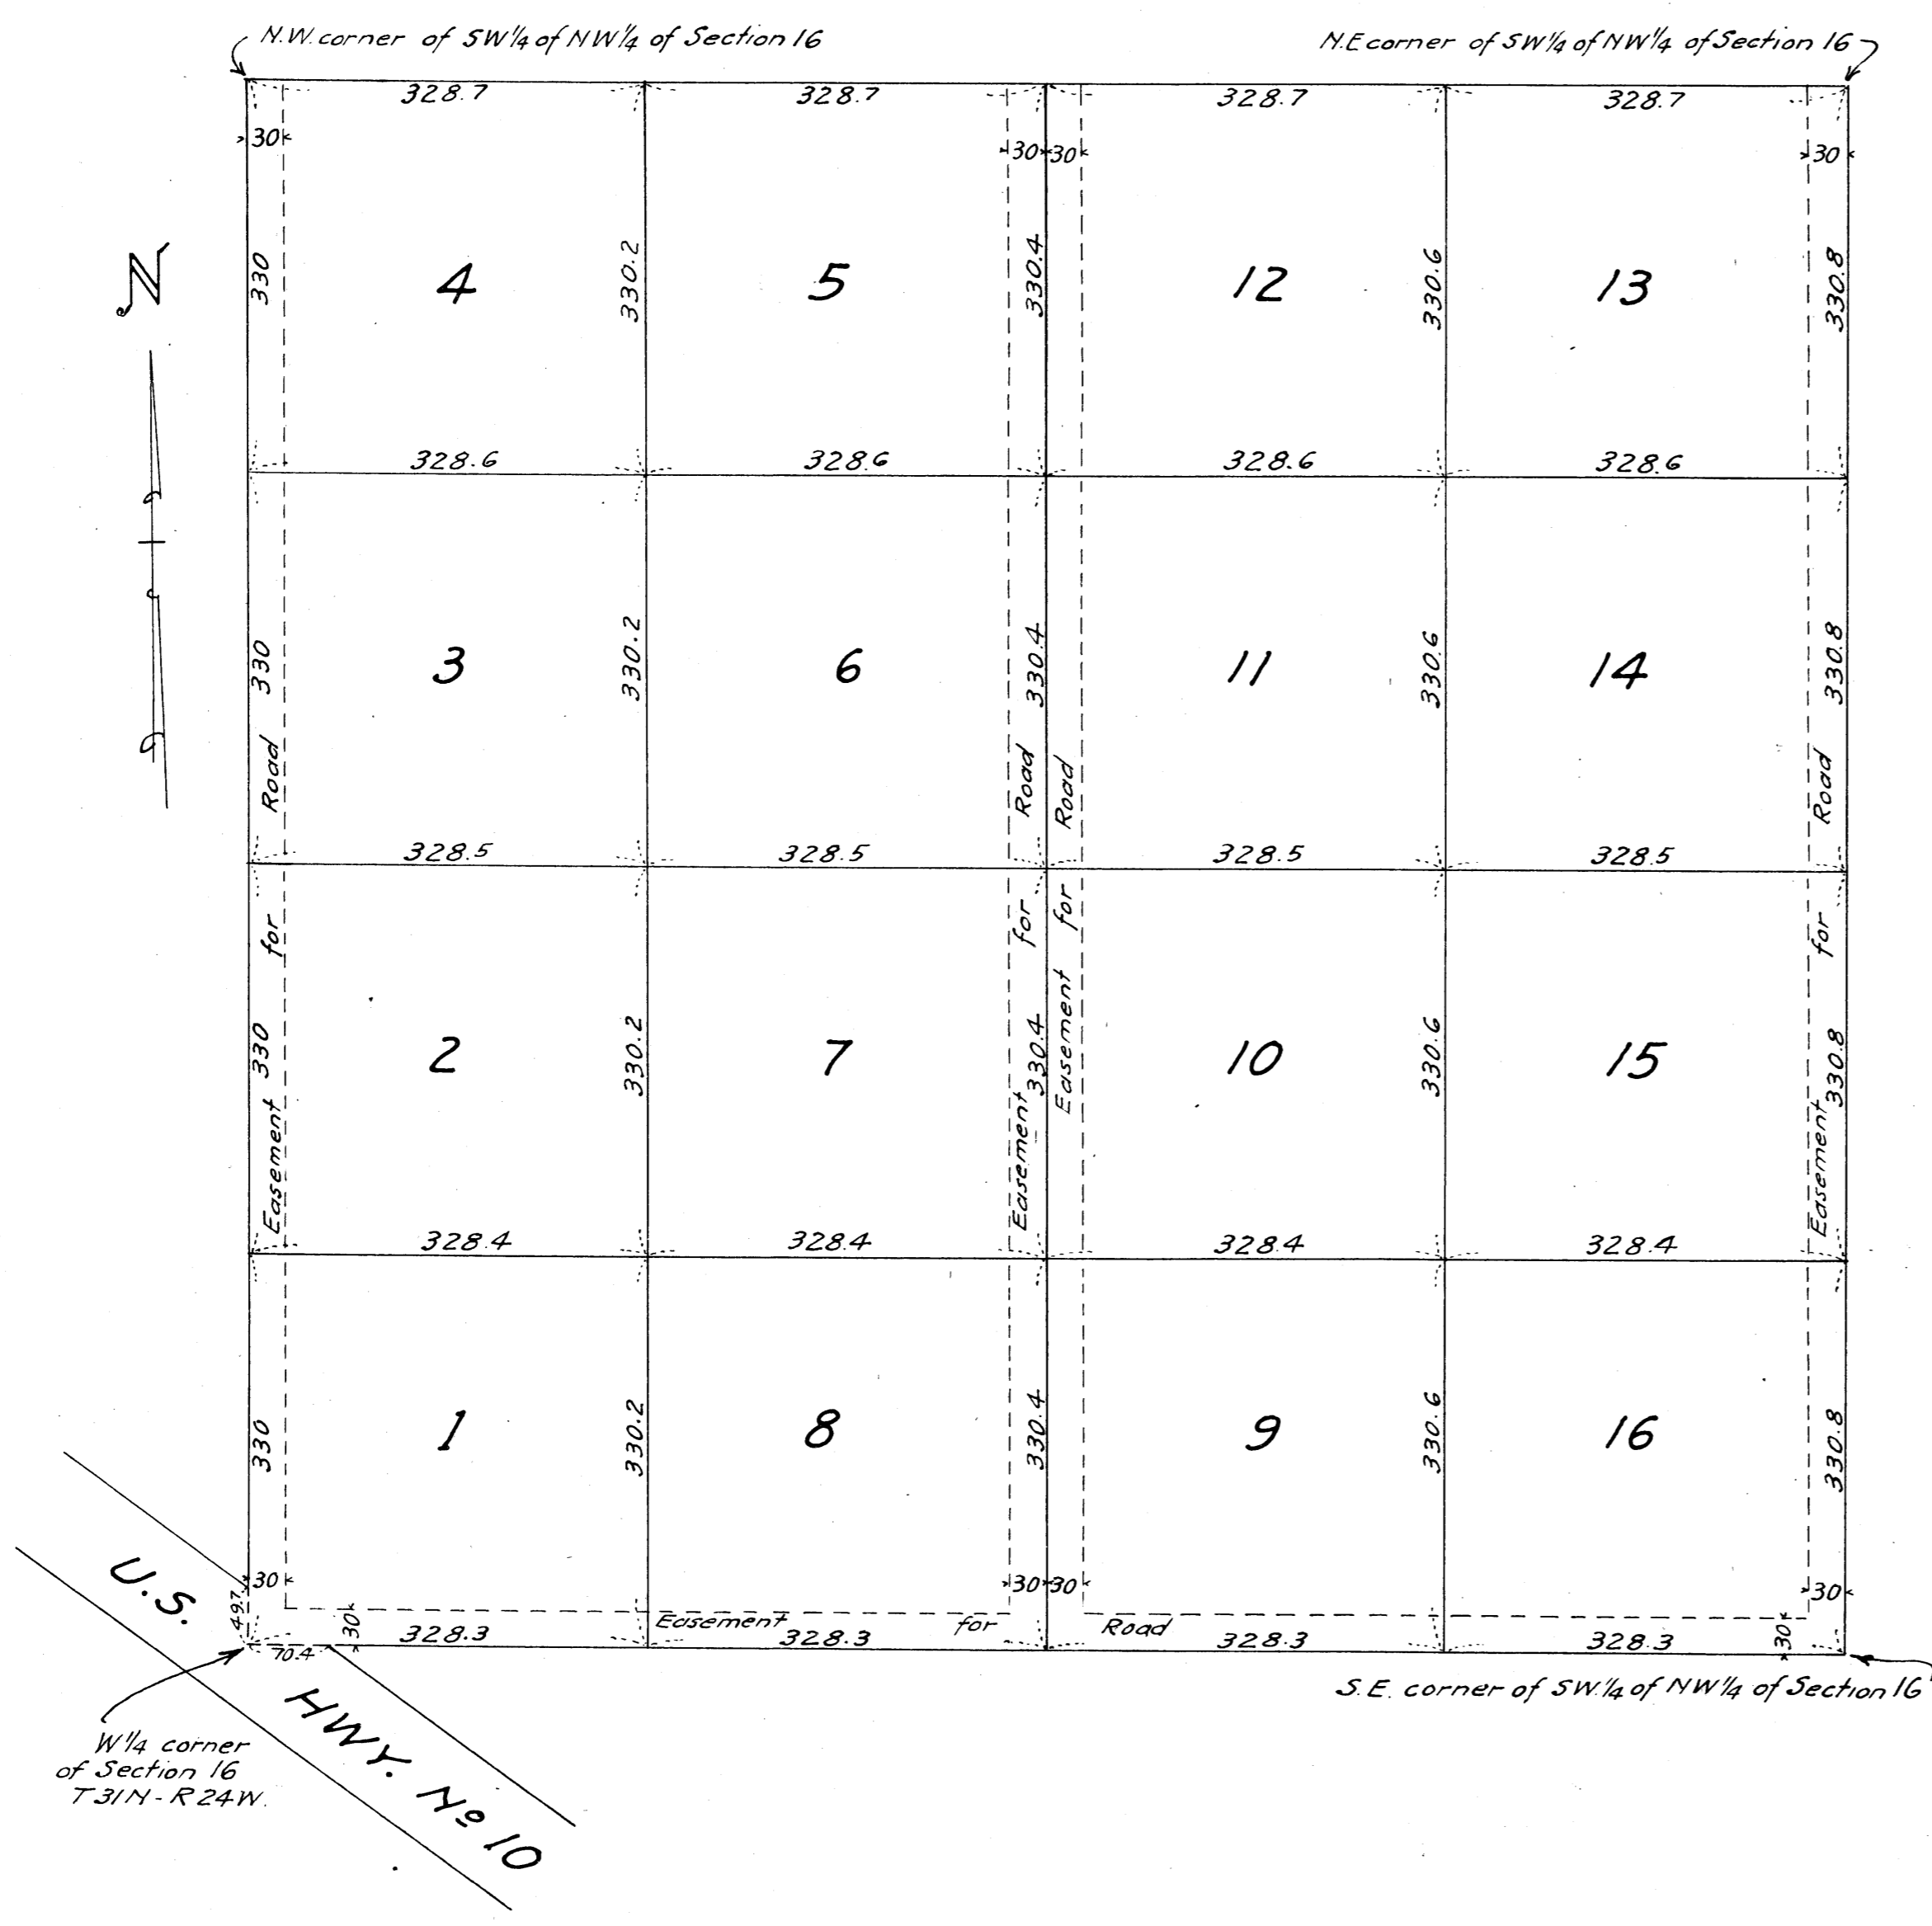 N.W. corner of SW¼ of NW¼ of Section 16
N.E corner of SW¼ of NW¼ of Section 16
328.7 328.7 328.7 328.7
30 30 30 30
N
330 4 330.2 5 330.4 12 330.6 13 330.8
328.6 328.6 328.6 328.6
330 3 330.2 6 330.4 11 330.6 14 330.8
Road Road Road Road
328.5 328.5 328.5 328.5
for for for for
330 2 330.2 7 330.4 10 330.6 15 330.8
Easement Easement Easement Easement
328.4 328.4 328.4 328.4
330 1 330.2 8 330.4 9 330.6 16 330.8
30 30 30 30
49.7 30 Easement for Road 30
70.4 328.3 328.3 328.3 328.3
S.E. corner of SW.¼ of NW¼ of Section 16
U.S. HWY. No 10
W¼ corner
of Section 16
T31N-R24W.